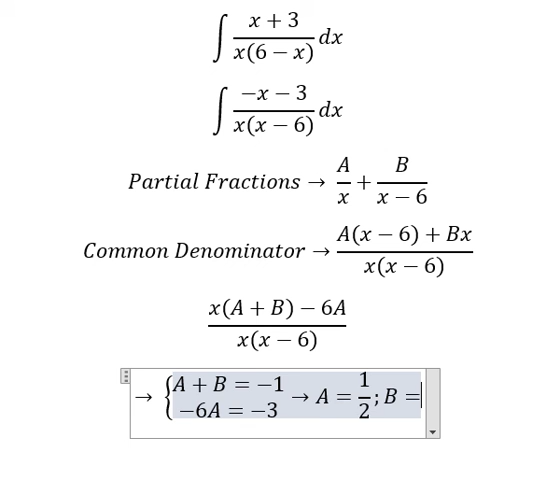 ∫ x + 3 / x(6 − x) dx
∫ −x − 3 / x(x − 6) dx
Partial Fractions → A/x + B/x − 6
Common Denominator → A(x − 6) + Bx / x(x − 6)
x(A + B) − 6A / x(x − 6)
→ { A + B = −1
−6A = −3 → A = 1/2 ; B =